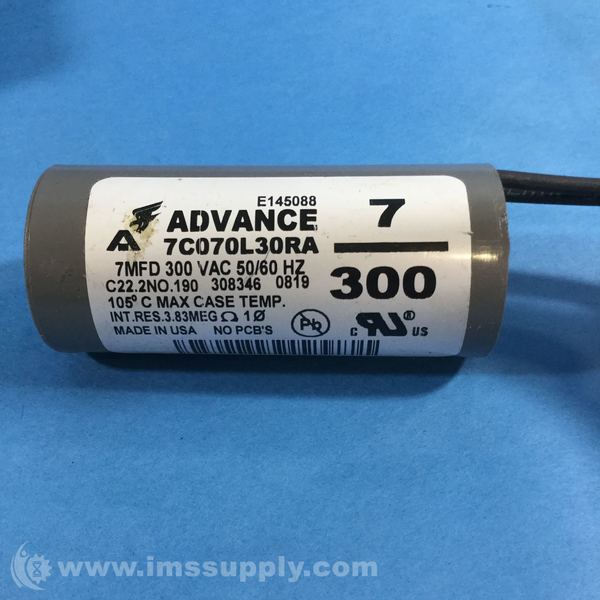 E145088
ADVANCE
7C070L30RA
7MFD 300 VAC 50/60 HZ
C22.2NO.190 308346 0819
105° C MAX CASE TEMP.
INT.RES.3.83MEG Ω 1Ø
MADE IN USA NO PCB'S
7
300
Pb
C US ®
www.imssupply.com